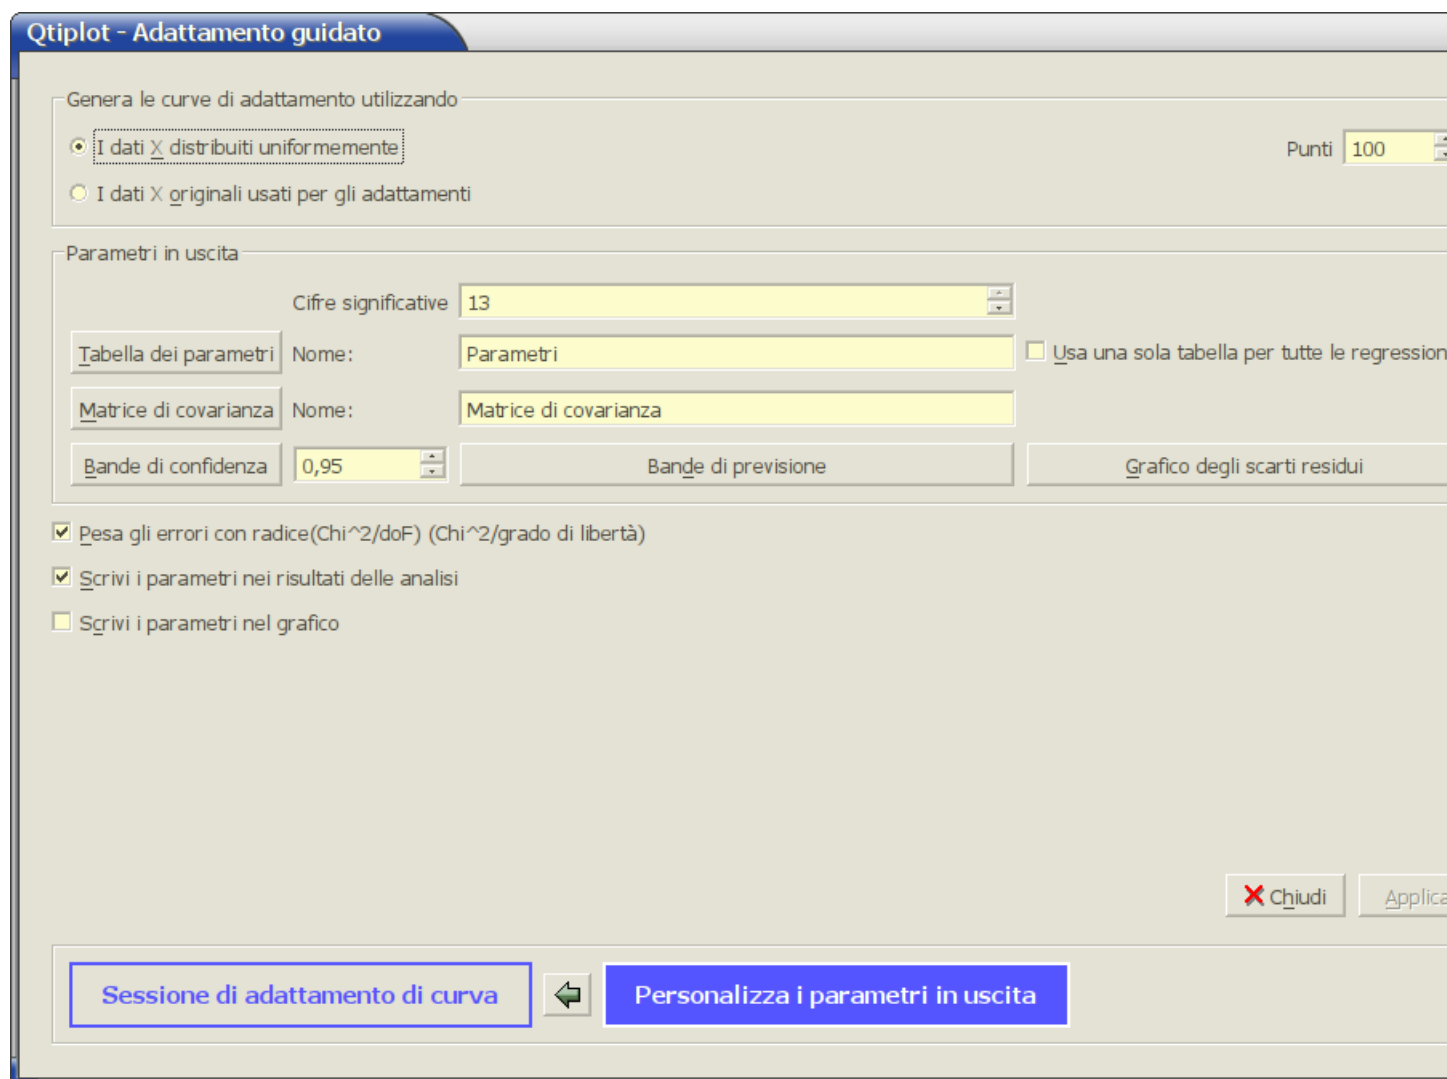 Qtiplot - Adattamento guidato
Genera le curve di adattamento utilizzando
I dati X distribuiti uniformemente
Punti 100
I dati X originali usati per gli adattamenti
Parametri in uscita
Cifre significative 13
Tabella dei parametri Nome: Parametri Usa una sola tabella per tutte le regression
Matrice di covarianza Nome: Matrice di covarianza
Bande di confidenza 0,95 Bande di previsione Grafico degli scarti residui
Pesa gli errori con radice(Chi^2/doF) (Chi^2/grado di libertà)
Scrivi i parametri nei risultati delle analisi
Scrivi i parametri nel grafico
Chiudi Applica
Sessione di adattamento di curva Personalizza i parametri in uscita